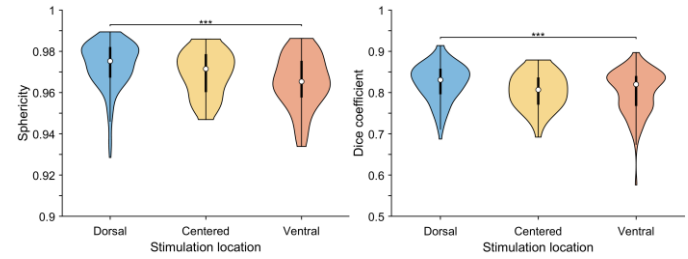 Sphericity
1
0.98
0.96
0.94
0.92
0.9
***
Dorsal
Centered
Ventral
Stimulation location
Dice coefficient
1
0.9
0.8
0.7
0.6
0.5
***
Dorsal
Centered
Ventral
Stimulation location